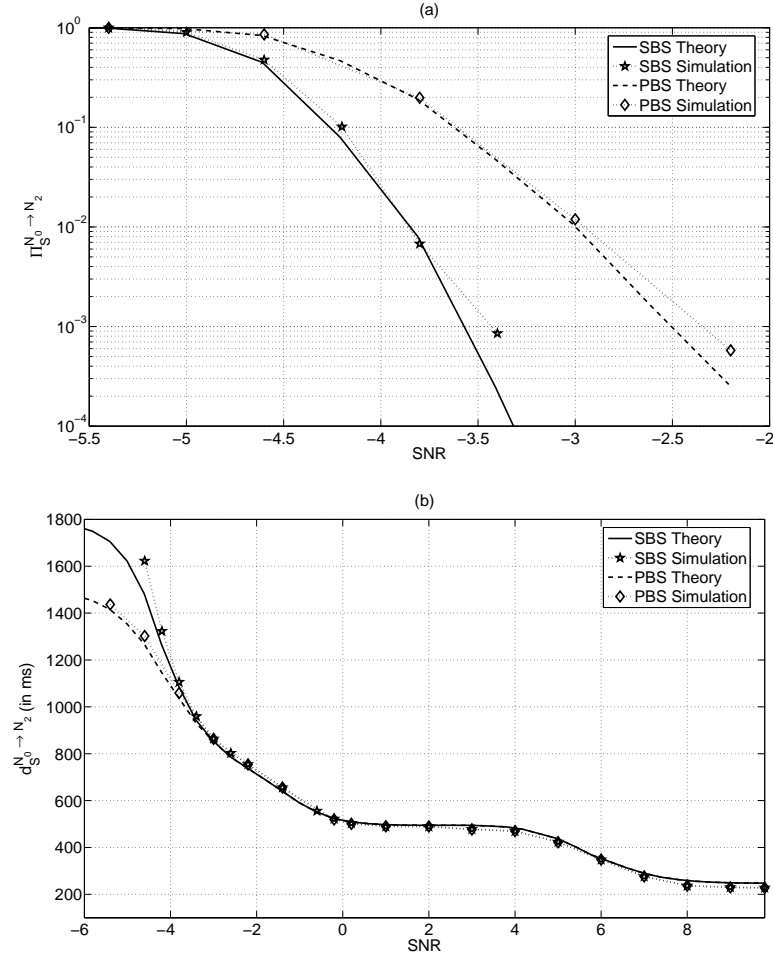 (a)
10^0
10^-1
10^-2
10^-3
10^-4
Π_S^{N_0 → N_2}
SBS Theory
SBS Simulation
PBS Theory
PBS Simulation
−5.5 −5 −4.5 −4 −3.5 −3 −2.5 −2
SNR
(b)
1800
1600
1400
1200
1000
800
600
400
200
d_S^{N_0 → N_2} (in ms)
SBS Theory
SBS Simulation
PBS Theory
PBS Simulation
−6 −4 −2 0 2 4 6 8
SNR